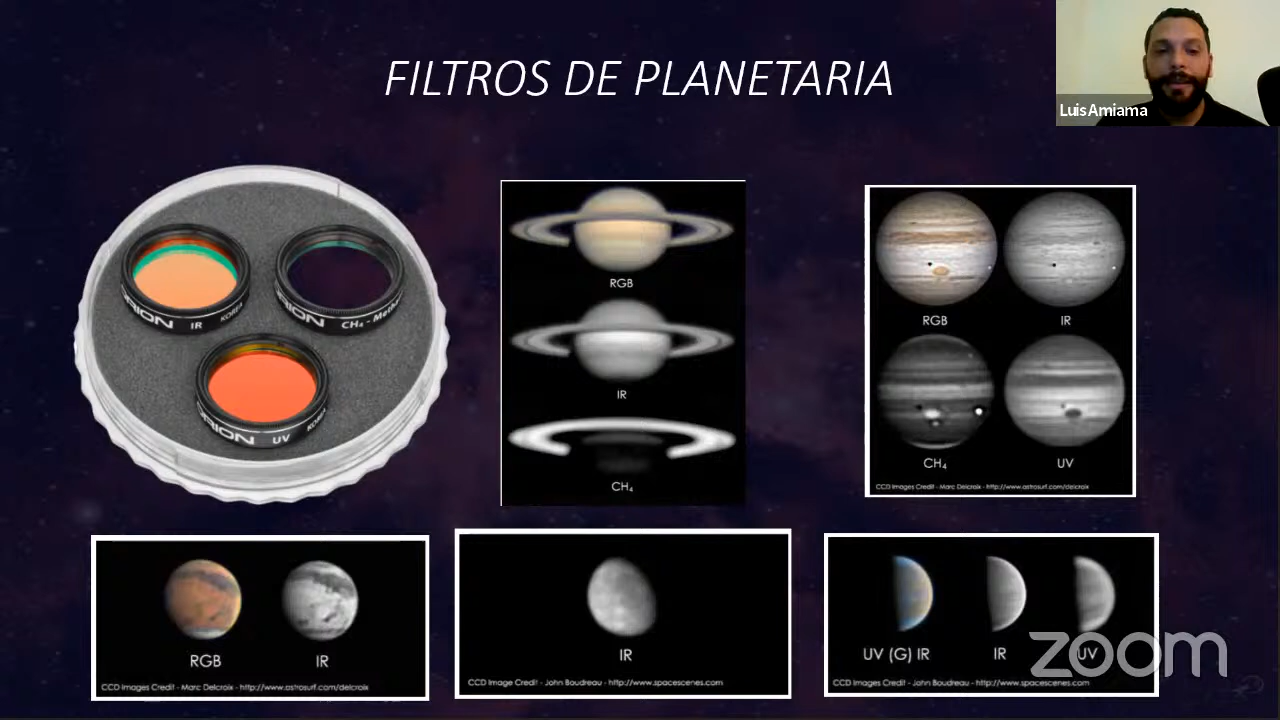 FILTROS DE PLANETARIA
LuisAmiama
ORION IR KOREA
ORION CH₄ - Meth
ORION UV KOREA
RGB
IR
CH₄
RGB
IR
CH₄
UV
CCD Images Credit - Marc Delcroix - http://www.astrosurf.com/delcroix
RGB
IR
CCD Images Credit - Marc Delcroix - http://www.astrosurf.com/delcroix
IR
CCD Image Credit - John Boudreau - http://www.spacescenes.com
UV (G) IR
IR
UV
CCD Images Credit - John Boudreau - http://www.spacescenes.com
zoom